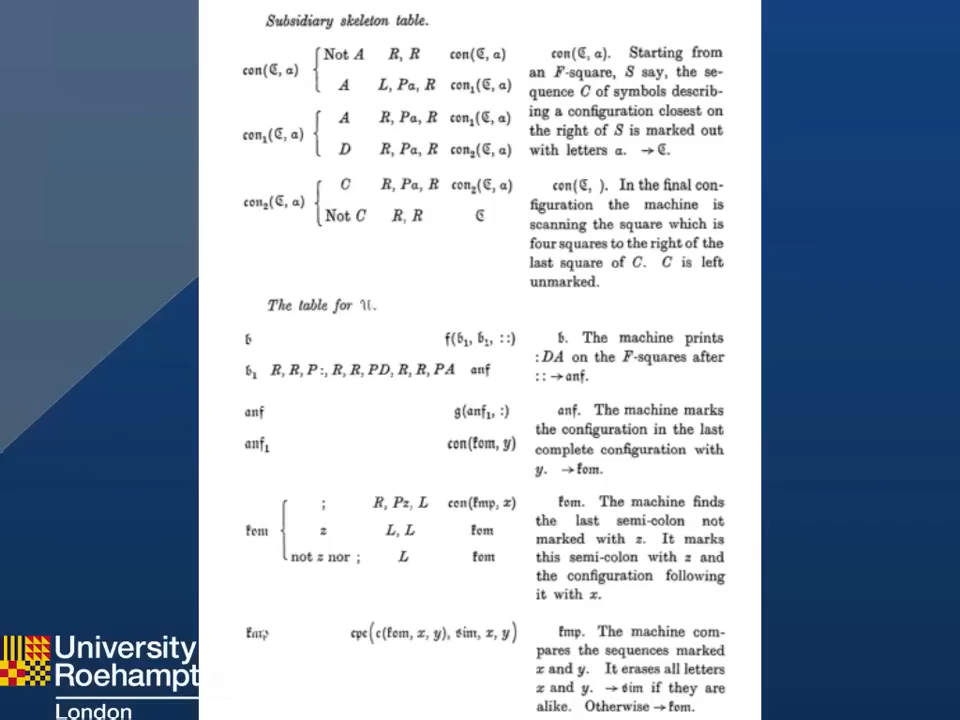 Subsidiary skeleton table.
con(ℭ, a) Not A R, R con(ℭ, a)
A L, Pa, R con₁(ℭ, a)
con₁(ℭ, a) A R, Pa, R con₁(ℭ, a)
D R, Pa, R con₂(ℭ, a)
con₂(ℭ, a) C R, Pa, R con₂(ℭ, a)
Not C R, R ℭ
con(ℭ, a). Starting from
an F-square, S say, the se-
quence C of symbols describ-
ing a configuration closest on
the right of S is marked out
with letters a. →ℭ.
con(ℭ, ). In the final con-
figuration the machine is
scanning the square which is
four squares to the right of the
last square of C. C is left
unmarked.
The table for 𝔘.
𝔟 f(𝔟₁, 𝔟₁, ::)
𝔟₁ R, R, P:, R, R, PD, R, R, PA anf
𝔟. The machine prints
:DA on the F-squares after
:: →anf.
anf g(anf₁, :)
anf₁ con(fom, y)
anf. The machine marks
the configuration in the last
complete configuration with
y. →fom.
fom ; R, Pz, L con(fmp, x)
z L, L fom
not z nor ; L fom
fom. The machine finds
the last semi-colon not
marked with z. It marks
this semi-colon with z and
the configuration following
it with x.
fmp cpe(e(fom, x, y), sim, x, y)
fmp. The machine com-
pares the sequences marked
x and y. It erases all letters
x and y. →sim if they are
alike. Otherwise →fom.
University
Roehampt
London